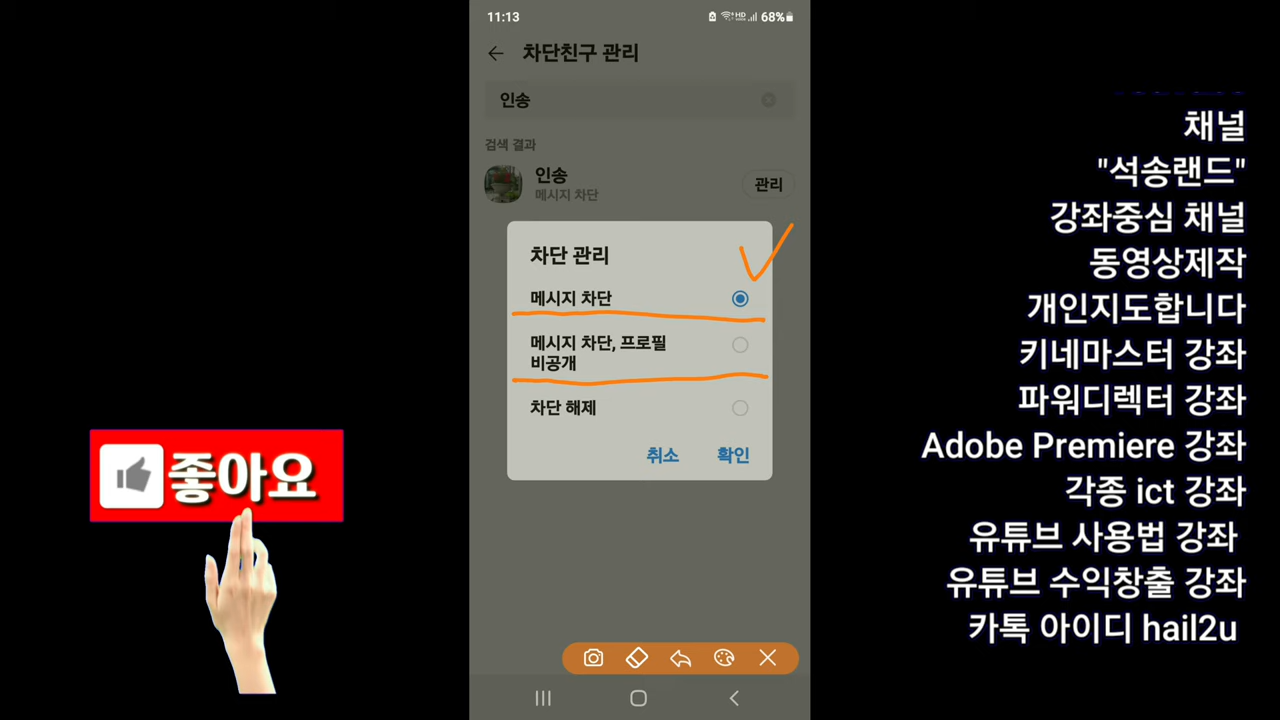 11:13
68%
차단친구 관리
인송
검색 결과
인송
메시지 차단
관리
차단 관리
메시지 차단
메시지 차단, 프로필
비공개
차단 해제
취소 확인
좋아요
채널
"석송랜드"
강좌중심 채널
동영상제작
개인지도합니다
키네마스터 강좌
파워디렉터 강좌
Adobe Premiere 강좌
각종 ict 강좌
유튜브 사용법 강좌
유튜브 수익창출 강좌
카톡 아이디 hail2u